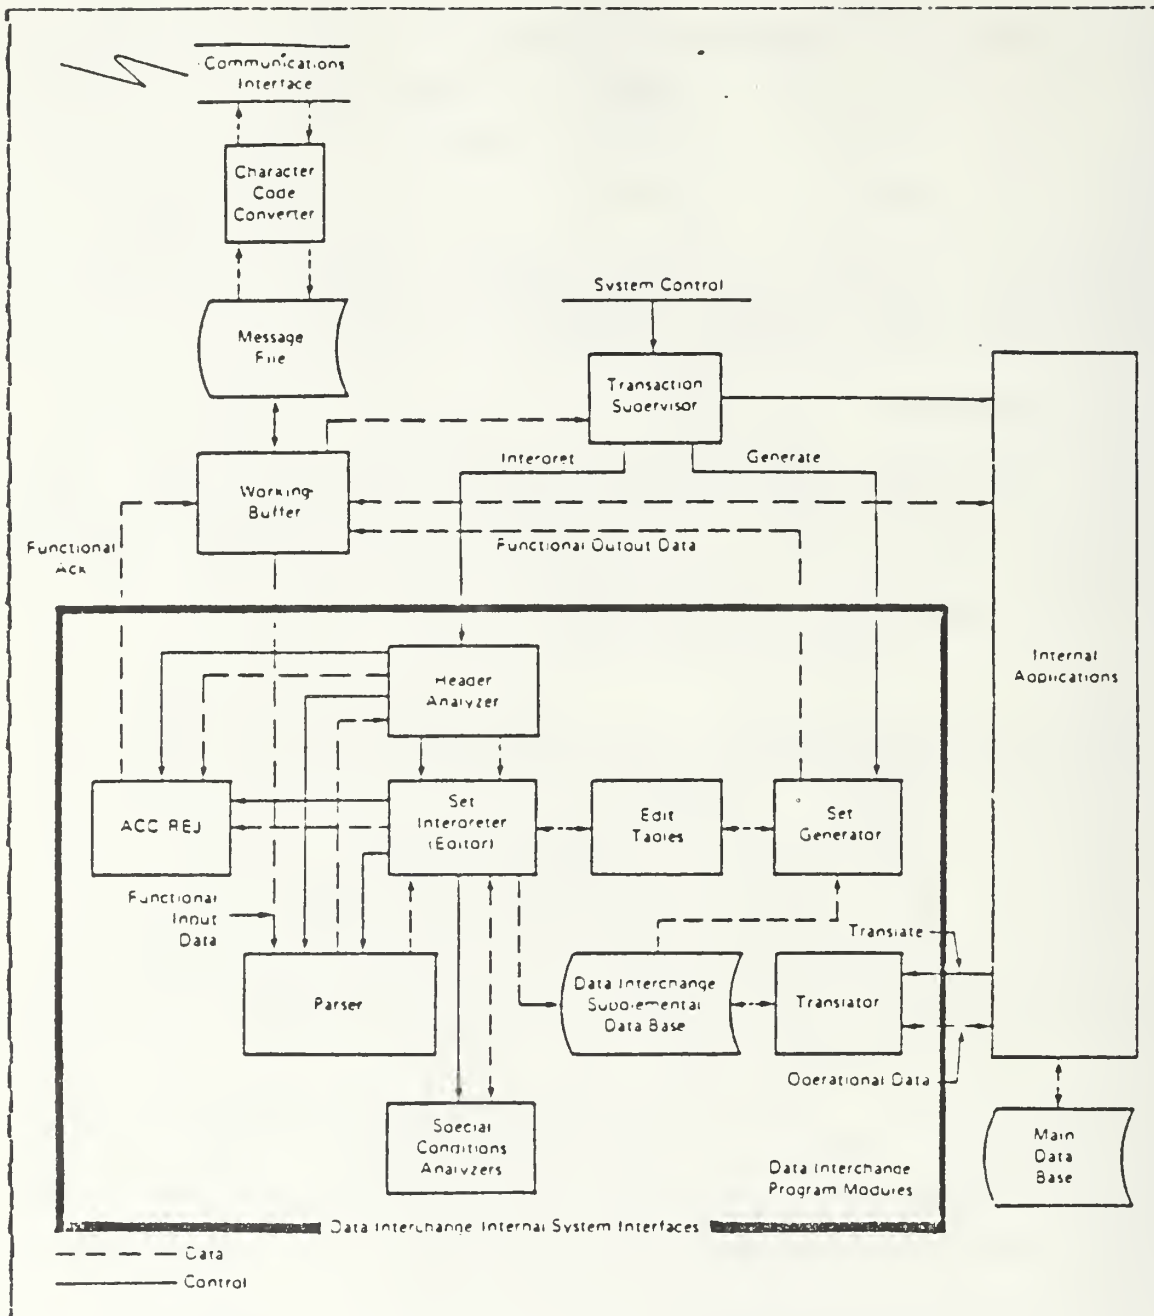 Communications
Interface
Character
Code
Converter
Message
File
System Control
Transaction
Supervisor
Interpret
Generate
Working
Buffer
Functional
Ack
Functional Output Data
Internal
Applications
Header
Analyzer
ACC REJ
Set
Interpreter
(Editor)
Edit
Tables
Set
Generator
Functional
Input
Data
Translate
Parser
Data Interchange
Supplemental
Data Base
Translator
Operational Data
Special
Conditions
Analyzers
Main
Data
Base
Data Interchange
Program Modules
Data Interchange Internal System Interfaces
Data
Control